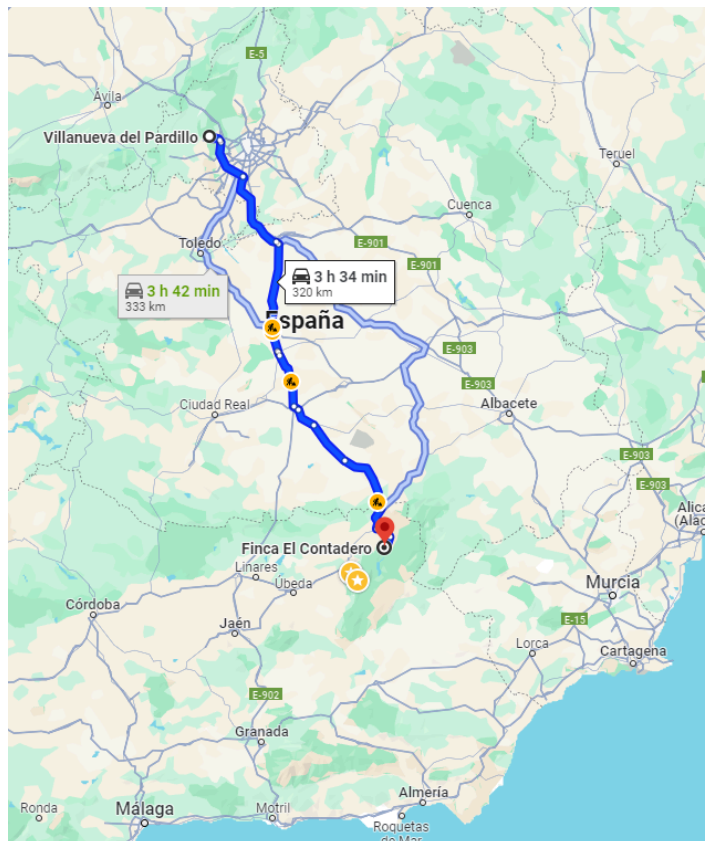 E-5
Ávila
Villanueva del Pardillo
Teruel
Cuenca
Toledo
E-901
E-901
3 h 34 min
320 km
3 h 42 min
333 km
España
E-903
E-903
Ciudad Real
Albacete
E-903
E-903
Finca El Contadero
Linares
Úbeda
Murcia
Córdoba
Jaén
E-15
Lorca
Cartagena
E-902
Granada
Almería
Ronda
Málaga
Motril
Roquetas
de Mar